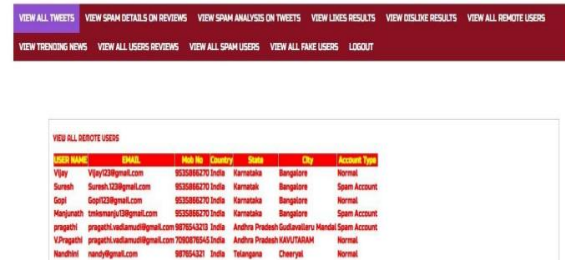 VIEW ALL TWEETS VIEW SPAM DETAILS ON REVIEWS VIEW SPAM ANALYSIS ON TWEETS VIEW LIKES RESULTS VIEW DISLIKE RESULTS VIEW ALL REMOTE USERS
VIEW TRENDING NEWS VIEW ALL USERS REVIEWS VIEW ALL SPAM USERS VIEW ALL FAKE USERS LOGOUT
VIEW ALL REMOTE USERS
USER NAME EMAIL Mob No Country State City Account Type
Vijay Vijay123@gmail.com 9535866270 India Karnataka Bangalore Normal
Suresh Suresh.123@gmail.com 9535866270 India Karnatak Bangalore Spam Account
Gopi Gopi123@gmail.com 9535866270 India Karnataka Bangalore Normal
Manjunath tmksmanju13@gmail.com 9535866270 India Karnataka Bangalore Normal
pragathi pragathi.vadlamudi@gmail.com 9876543213 India Andhra Pradesh Gudlavalleru Mandal Spam Account
V.Pragathi pragathi.vadlamudi@gmail.com 7090876545 India Andhra Pradesh KAVUTARAM Normal
Nandhini nandy@gmail.com 987654321 India Telangana Cheeryal Normal